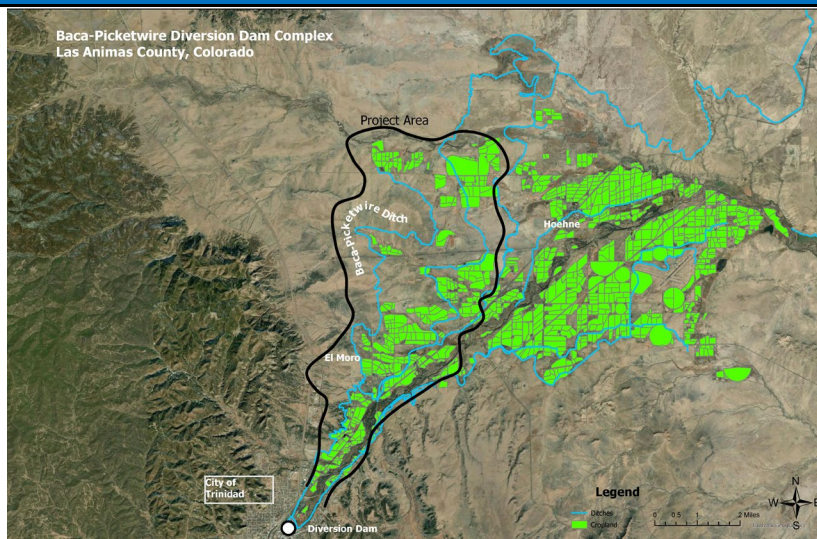 Baca-Picketwire Diversion Dam Complex
Las Animas County, Colorado
Project Area
Baca-Picketwire Ditch
Hoehne
El Moro
City of
Trinidad
Diversion Dam
Legend
Ditches
Cropland
0 0.5 1 2 Miles
N
W E
S